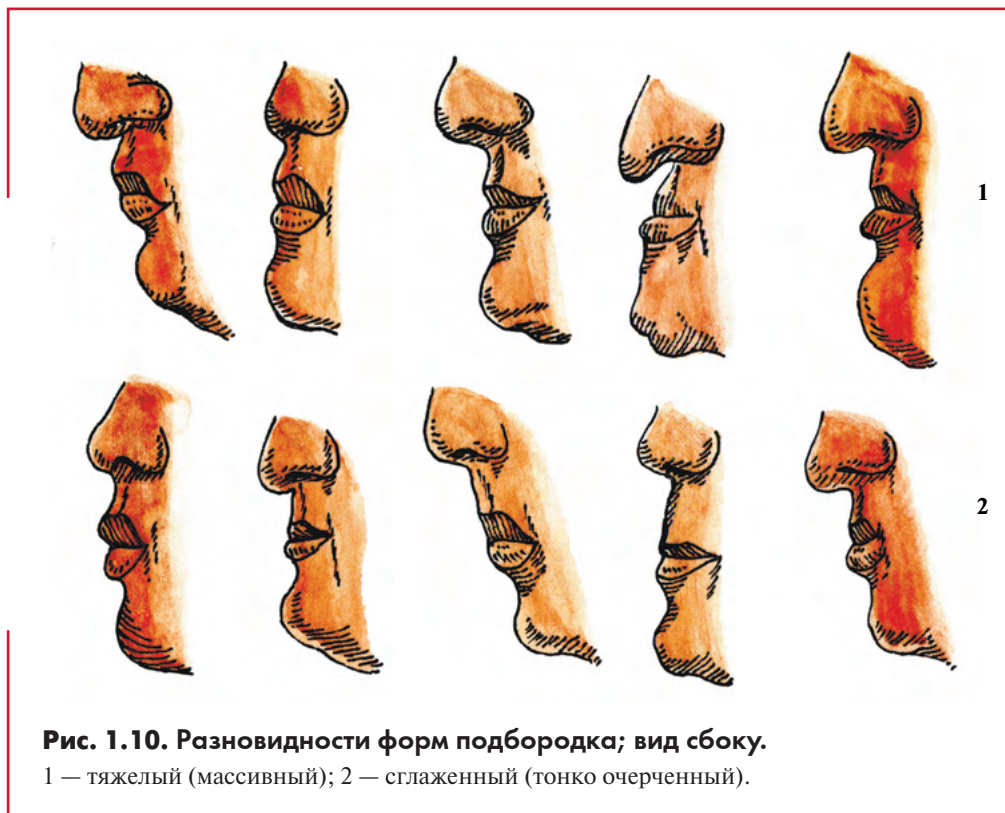 1
2
Рис. 1.10. Разновидности форм подбородка; вид сбоку.
1 — тяжелый (массивный); 2 — сглаженный (тонко очерченный).